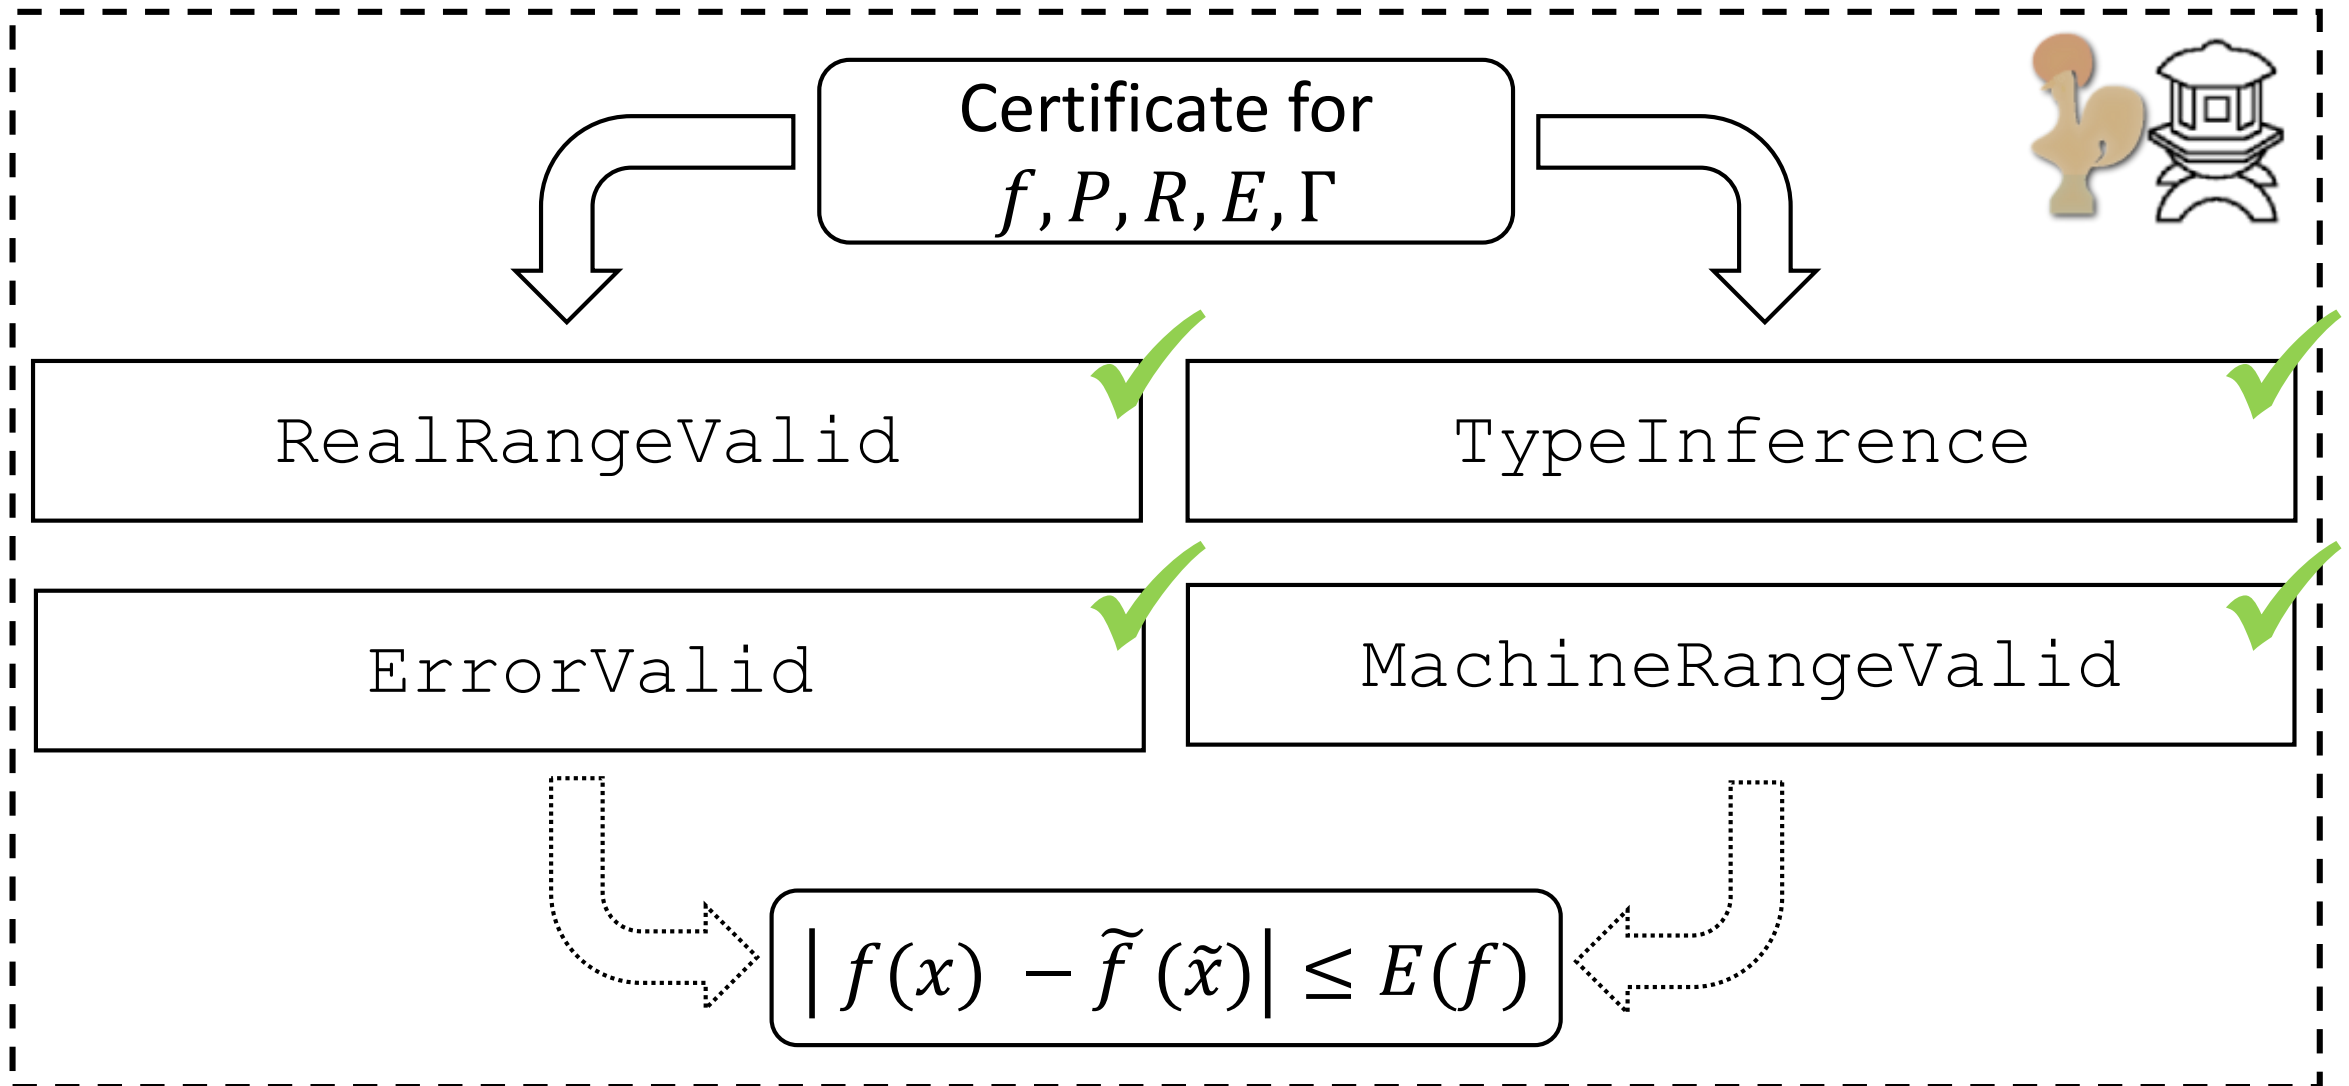 Certificate for
f, P, R, E, Γ
RealRangeValid
TypeInference
ErrorValid
MachineRangeValid
|f(x) − f̃(x̃)| ≤ E(f)